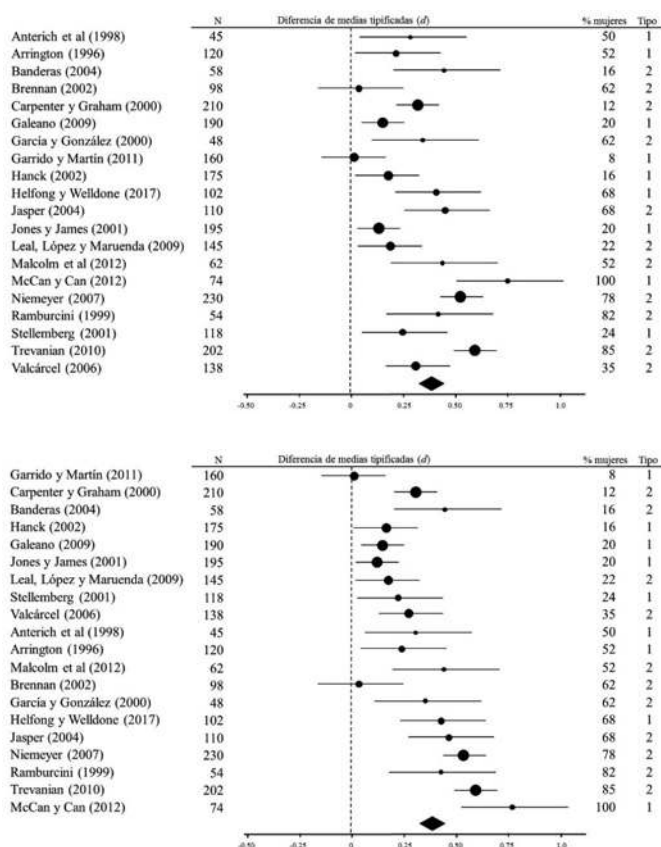 N Diferencia de medias tipificadas (d) % mujeres Tipo
Anterich et al (1998) 45 50 1
Arrington (1996) 120 52 1
Banderas (2004) 58 16 2
Brennan (2002) 98 62 2
Carpenter y Graham (2000) 210 12 2
Galeano (2009) 190 20 1
García y González (2000) 48 62 2
Garrido y Martín (2011) 160 8 1
Hanck (2002) 175 16 1
Helfong y Welldone (2017) 102 68 1
Jasper (2004) 110 68 2
Jones y James (2001) 195 20 1
Leal, López y Maruenda (2009) 145 22 2
Malcolm et al (2012) 62 52 2
McCan y Can (2012) 74 100 1
Niemeyer (2007) 230 78 2
Ramburcini (1999) 54 82 2
Stellemberg (2001) 118 24 1
Trevanian (2010) 202 85 2
Valcárcel (2006) 138 35 2
-0.50 -0.25 0 0.25 0.50 0.75 1.0
N Diferencia de medias tipificadas (d) % mujeres Tipo
Garrido y Martín (2011) 160 8 1
Carpenter y Graham (2000) 210 12 2
Banderas (2004) 58 16 2
Hanck (2002) 175 16 1
Galeano (2009) 190 20 1
Jones y James (2001) 195 20 1
Leal, López y Maruenda (2009) 145 22 2
Stellemberg (2001) 118 24 1
Valcárcel (2006) 138 35 2
Anterich et al (1998) 45 50 1
Arrington (1996) 120 52 1
Malcolm et al (2012) 62 52 2
Brennan (2002) 98 62 2
García y González (2000) 48 62 2
Helfong y Welldone (2017) 102 68 1
Jasper (2004) 110 68 2
Niemeyer (2007) 230 78 2
Ramburcini (1999) 54 82 2
Trevanian (2010) 202 85 2
McCan y Can (2012) 74 100 1
-0.50 -0.25 0 0.25 0.50 0.75 1.0